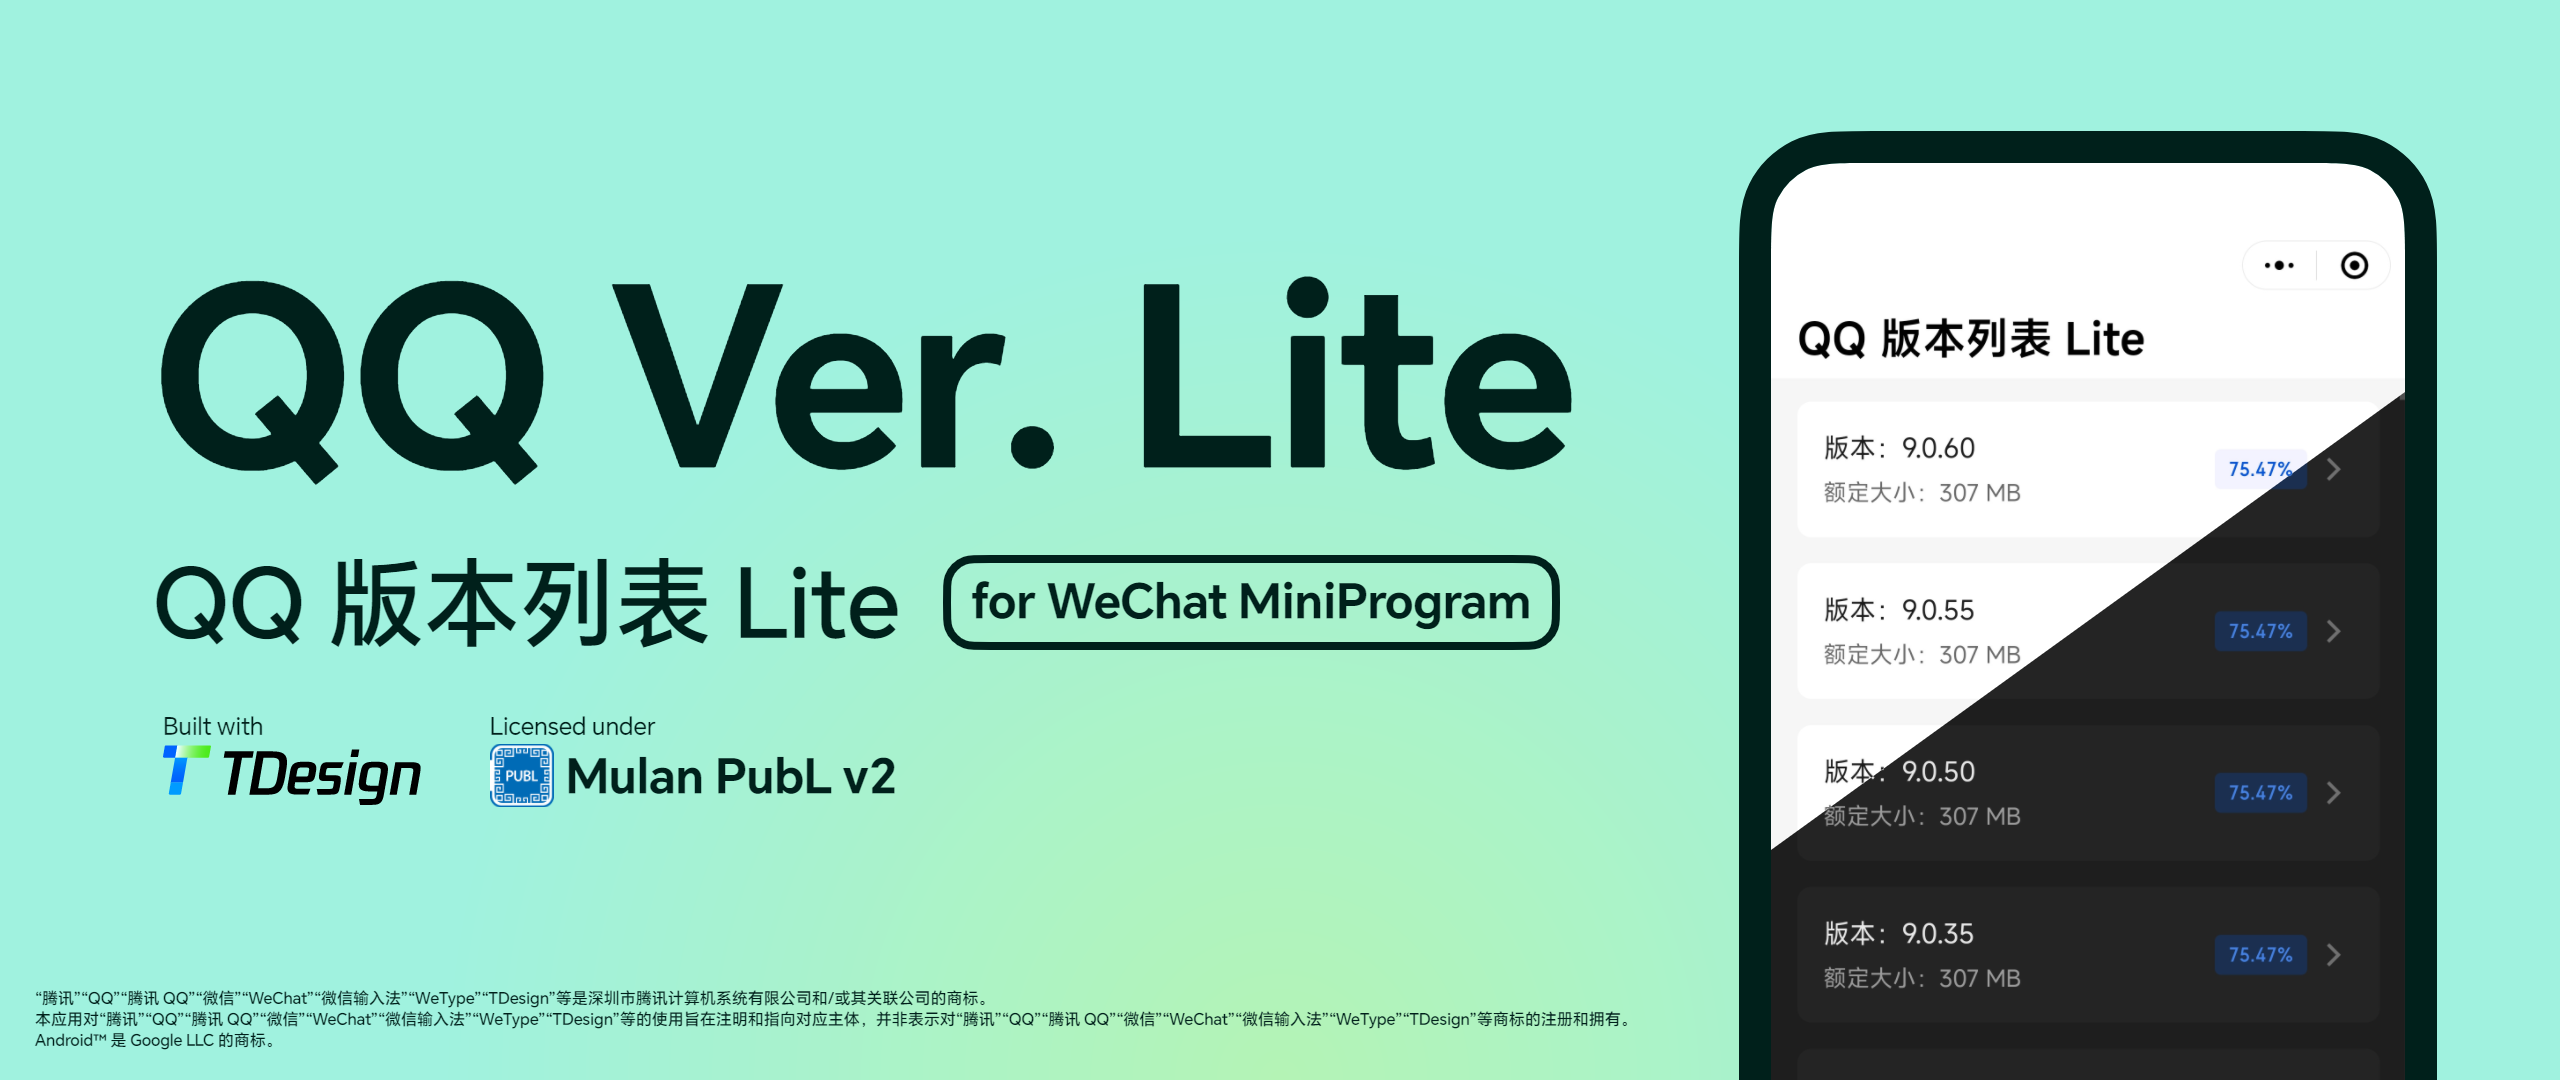 QQ Ver. Lite
QQ 版本列表 Lite
for WeChat MiniProgram
Built with
TDesign
Licensed under
PUBL
Mulan PubL v2
“腾讯”“QQ”“腾讯 QQ”“微信”“WeChat”“微信输入法”“WeType”“TDesign”等是深圳市腾讯计算机系统有限公司和/或其关联公司的商标。
本应用对“腾讯”“QQ”“腾讯 QQ”“微信”“WeChat”“微信输入法”“WeType”“TDesign”等的使用旨在注明和指向对应主体，并非表示对“腾讯”“QQ”“腾讯 QQ”“微信”“WeChat”“微信输入法”“WeType”“TDesign”等商标的注册和拥有。
Android™ 是 Google LLC 的商标。
QQ 版本列表 Lite
版本：9.0.60
额定大小：307 MB
75.47%
版本：9.0.55
额定大小：307 MB
75.47%
版本：9.0.50
额定大小：307 MB
75.47%
版本：9.0.35
额定大小：307 MB
75.47%